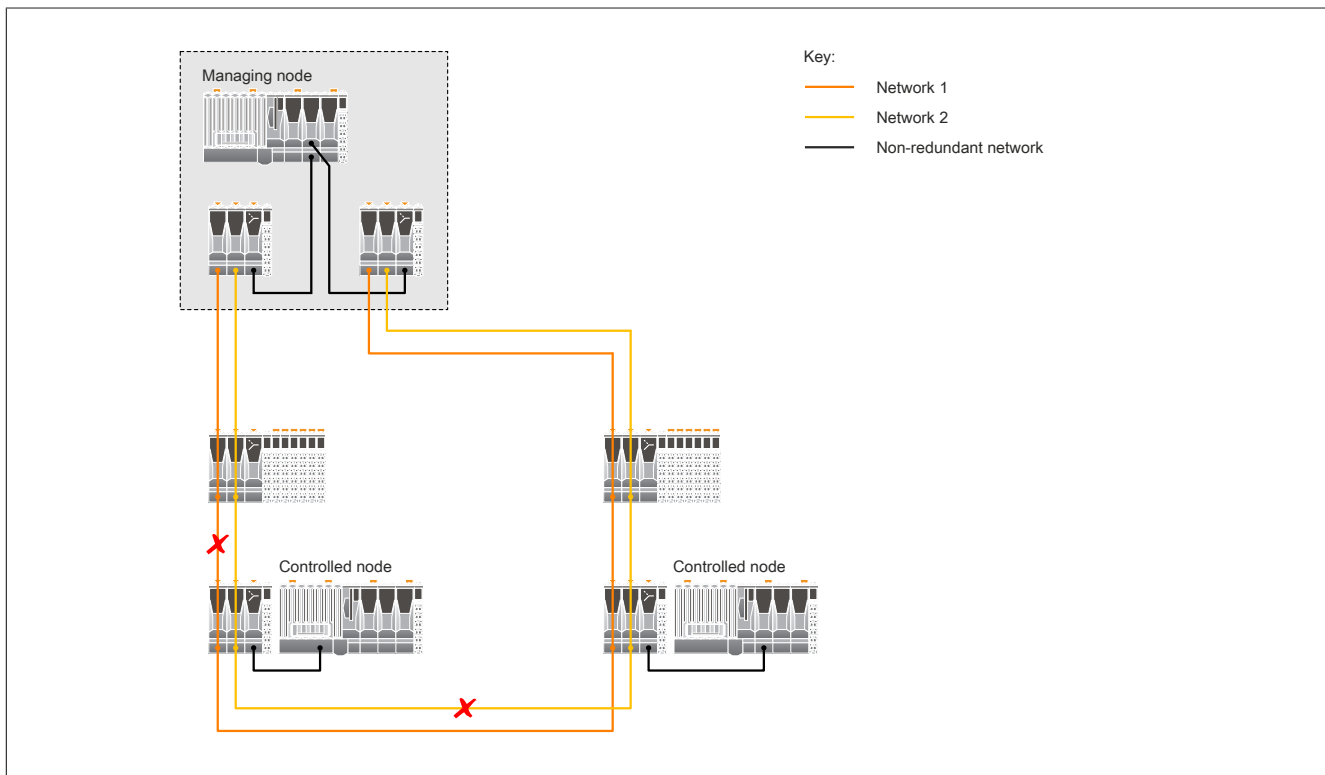 Managing node
Key:
Network 1
Network 2
Non-redundant network
Controlled node
Controlled node